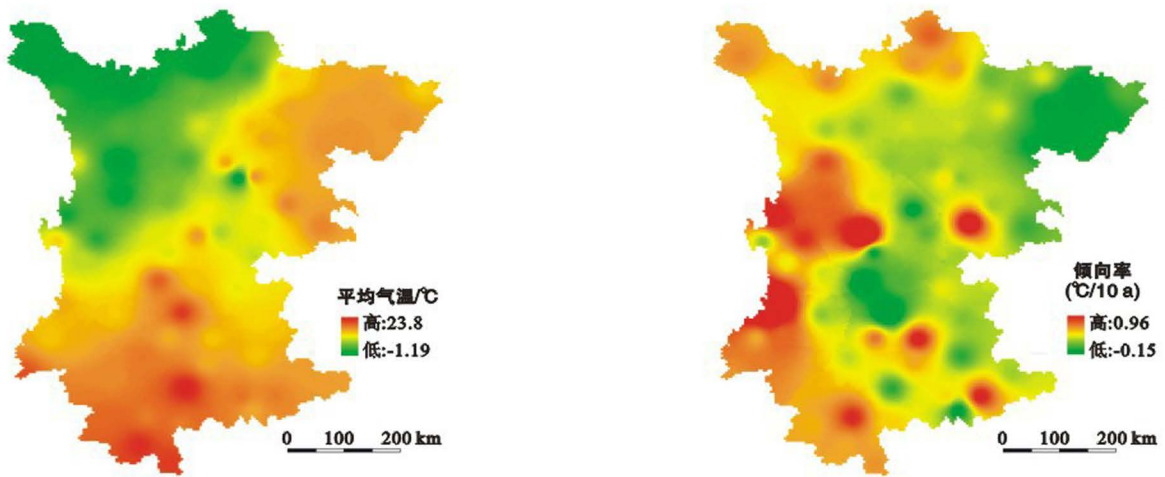 平均气温/℃
高:23.8
低:-1.19
0 100 200 km
倾向率
(℃/10 a)
高:0.96
低:-0.15
0 100 200 km